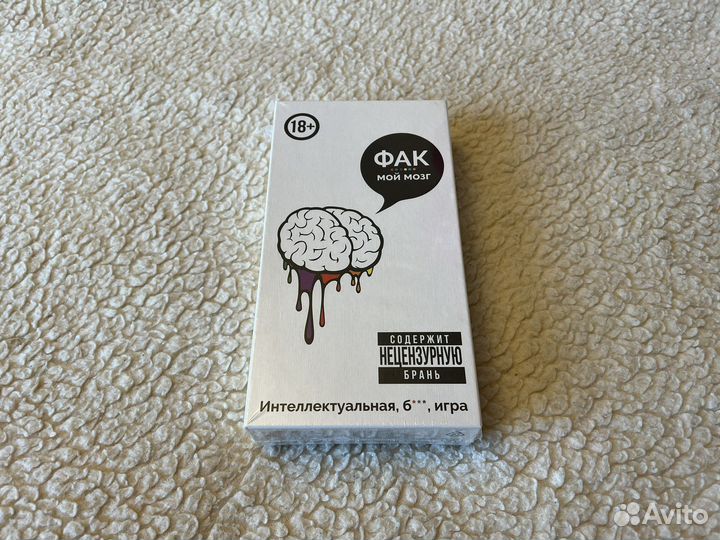 18+
ФАК
МОЙ МОЗГ
СОДЕРЖИТ
НЕЦЕНЗУРНУЮ
БРАНЬ
Интеллектуальная, б***, игра
Avito